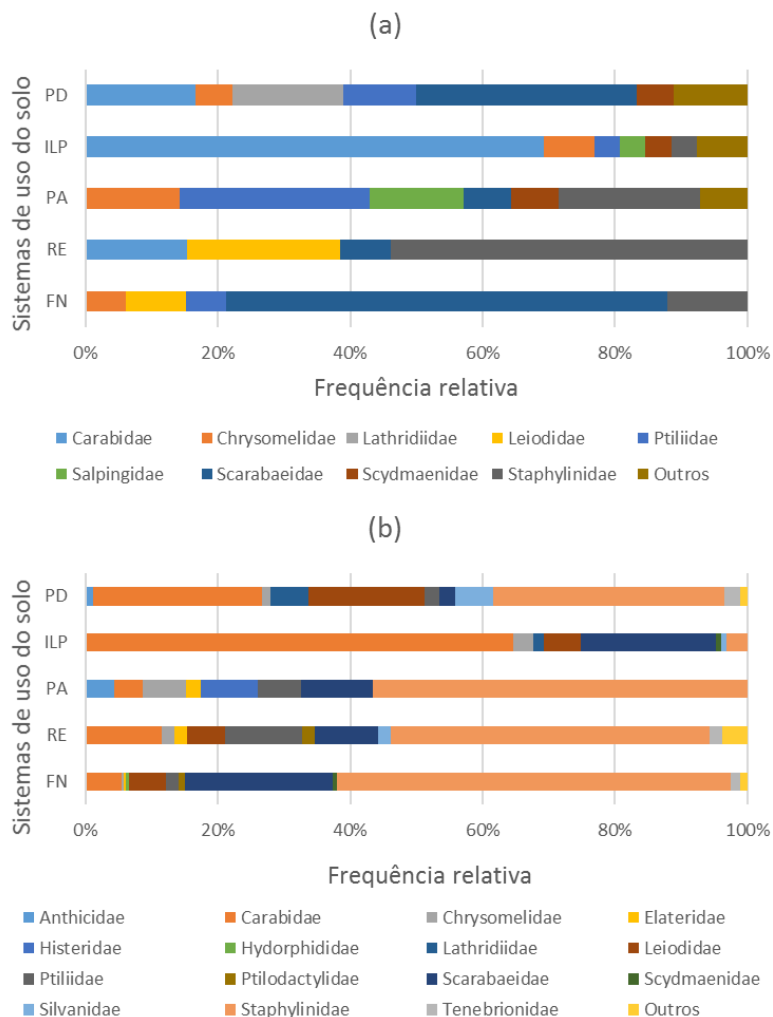 (a)
Sistemas de uso do solo
PD
ILP
PA
RE
FN
0% 20% 40% 60% 80% 100%
Frequência relativa
Carabidae Chrysomelidae Lathridiidae Leiodidae Ptiliidae
Salpingidae Scarabaeidae Scydmaenidae Staphylinidae Outros
(b)
Sistemas de uso do solo
PD
ILP
PA
RE
FN
0% 20% 40% 60% 80% 100%
Frequência relativa
Anthicidae Carabidae Chrysomelidae Elateridae
Histeridae Hydorphididae Lathridiidae Leiodidae
Ptiliidae Ptilodactylidae Scarabaeidae Scydmaenidae
Silvanidae Staphylinidae Tenebrionidae Outros